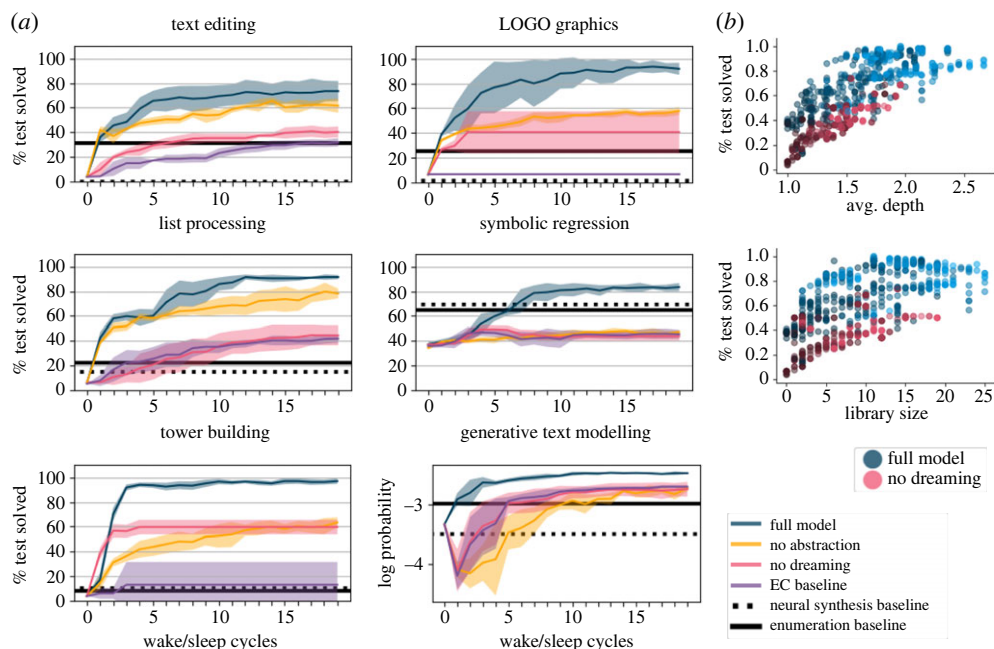 (a)
text editing
LOGO graphics
% test solved
100
80
60
40
20
0
0 5 10 15
100
80
60
40
20
0
0 5 10 15
list processing
symbolic regression
% test solved
100
80
60
40
20
0
0 5 10 15
100
80
60
40
20
0
0 5 10 15
tower building
generative text modelling
% test solved
100
80
60
40
20
0
0 5 10 15
wake/sleep cycles
log probability
−3
−4
0 5 10 15
wake/sleep cycles
(b)
% test solved
1.0
0.8
0.6
0.4
0.2
0
1.0 1.5 2.0 2.5
avg. depth
% test solved
1.0
0.8
0.6
0.4
0.2
0
0 5 10 15 20 25
library size
full model
no dreaming
full model
no abstraction
no dreaming
EC baseline
neural synthesis baseline
enumeration baseline